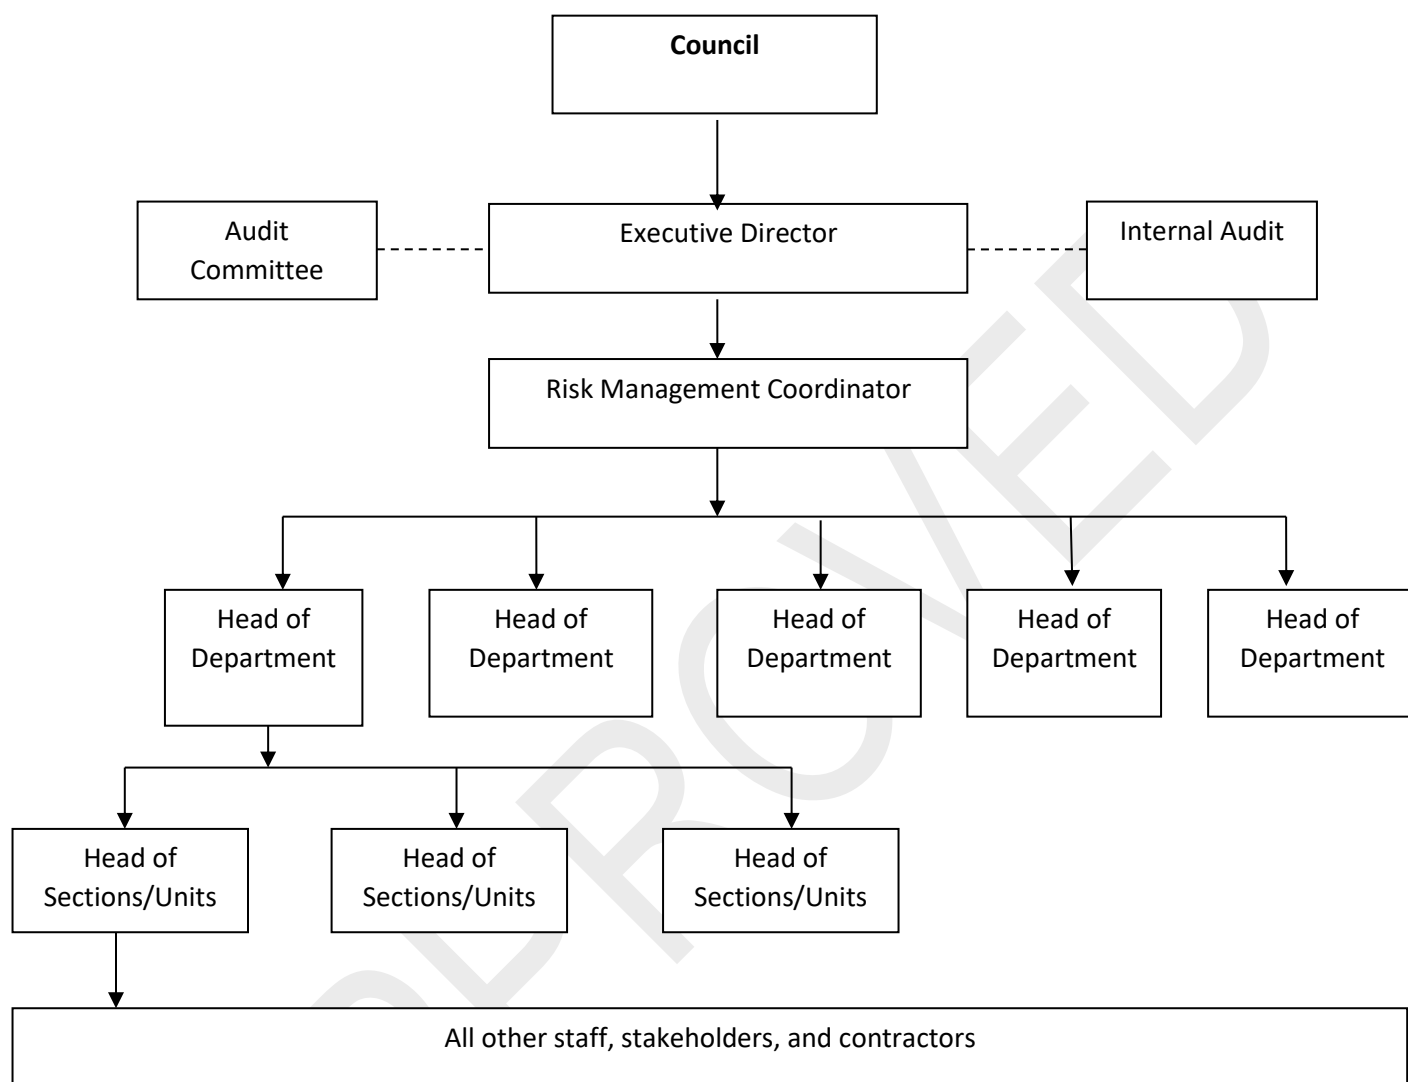 Council
Audit
Committee
Executive Director
Internal Audit
Risk Management Coordinator
Head of
Department
Head of
Department
Head of
Department
Head of
Department
Head of
Department
Head of
Sections/Units
Head of
Sections/Units
Head of
Sections/Units
All other staff, stakeholders, and contractors